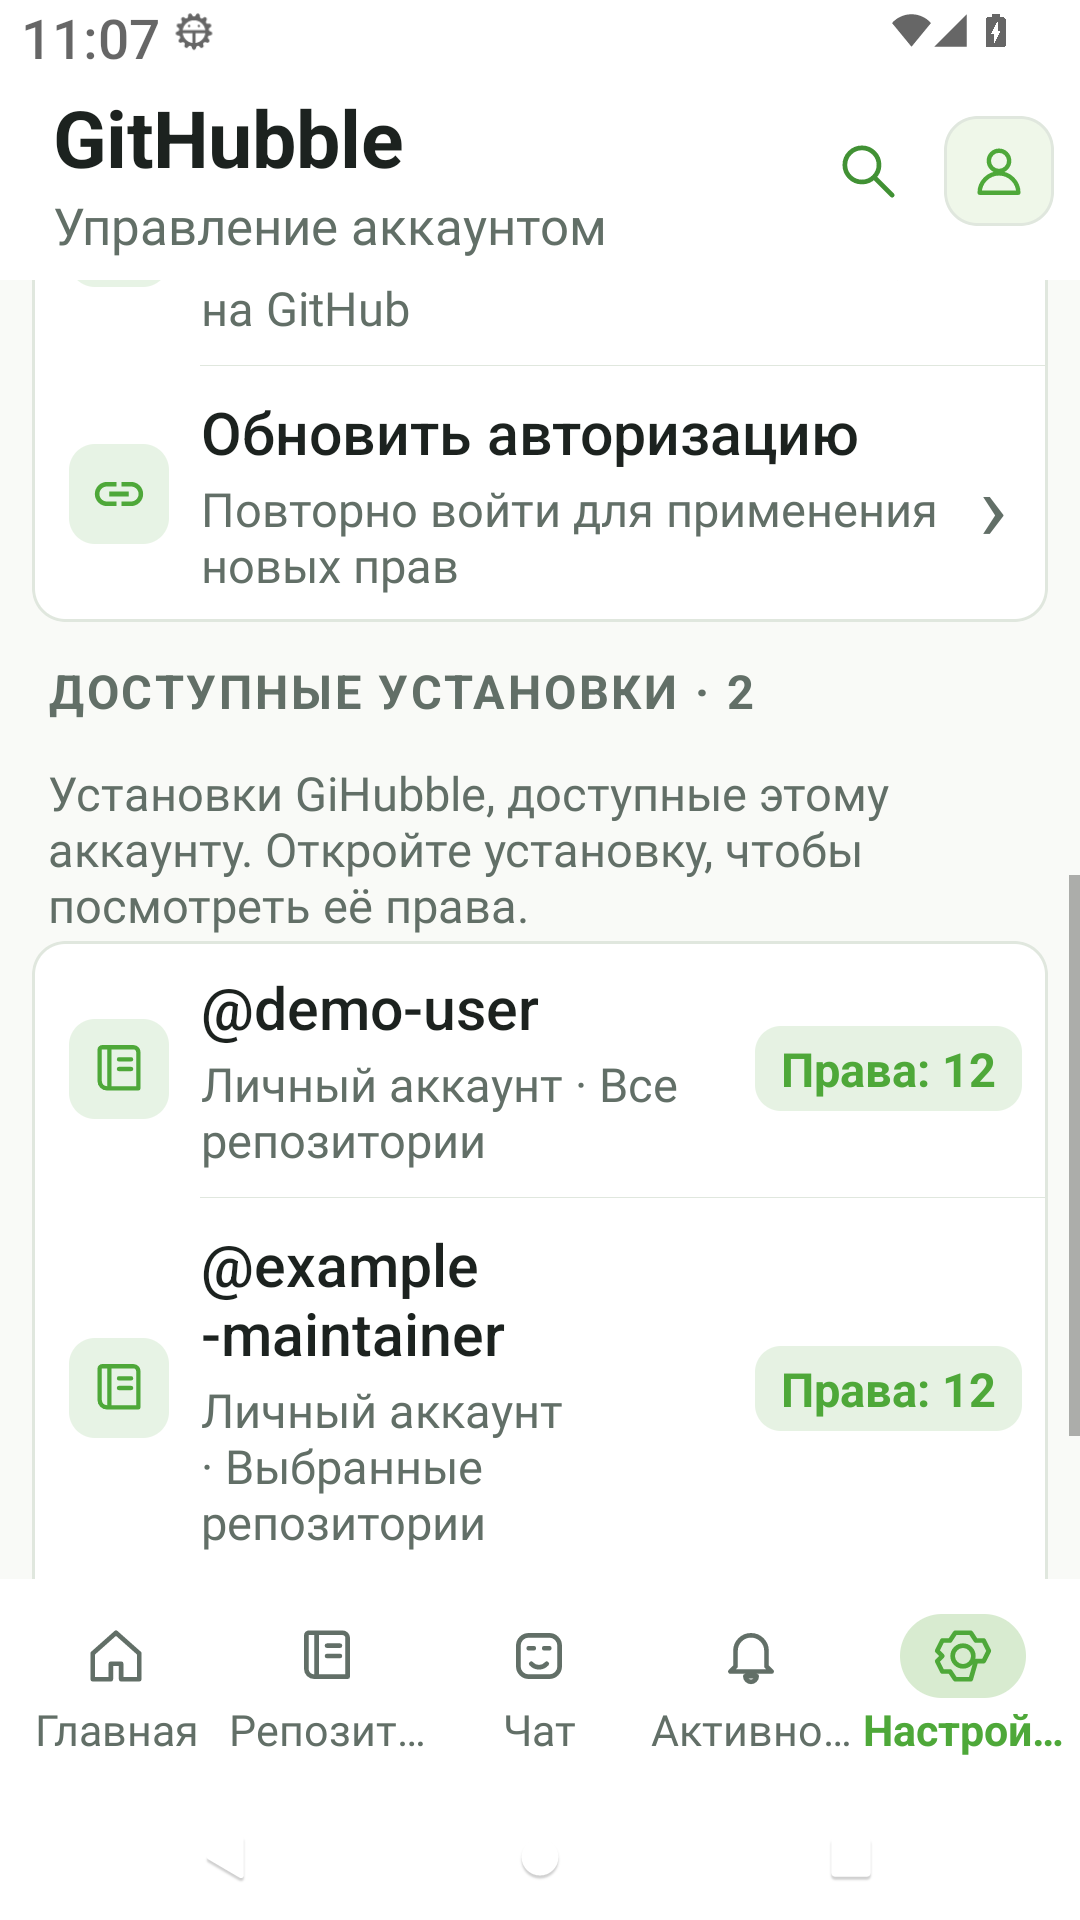 11:07
GitHubble
Управление аккаунтом
на GitHub
Обновить авторизацию
Повторно войти для применения
новых прав
ДОСТУПНЫЕ УСТАНОВКИ · 2
Установки GiHubble, доступные этому
аккаунту. Откройте установку, чтобы
посмотреть её права.
@demo-user
Личный аккаунт · Все
репозитории
Права: 12
@example
-maintainer
Личный аккаунт
· Выбранные
репозитории
Права: 12
Главная
Репозит...
Чат
Активно...
Настрой...